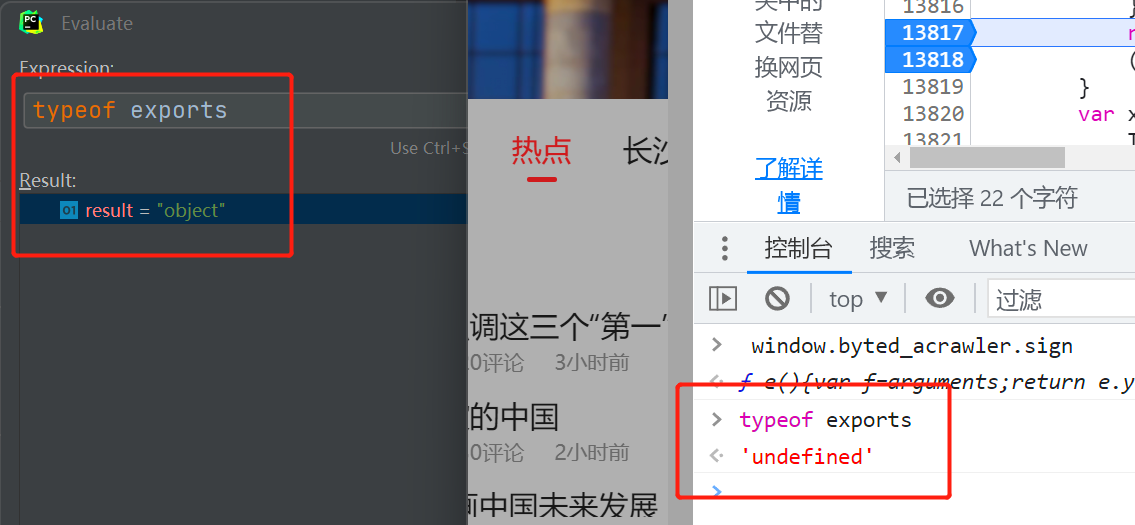 PC
Evaluate
Expression:
typeof exports
Use Ctrl+S
Result:
01 result = "object"
热点
长沙
调这三个“第一”
0评论 3小时前
的中国
0评论 2小时前
中国未来发展
文件替
换网页
资源
了解详
情
13816
13817
13818
(
13819 }
13820 var x
13821
已选择 22 个字符
控制台 搜索 What's New
top ▼ 过滤
> window.byted_acrawler.sign
f e(){var f=arguments;return e.y
> typeof exports
'undefined'
>